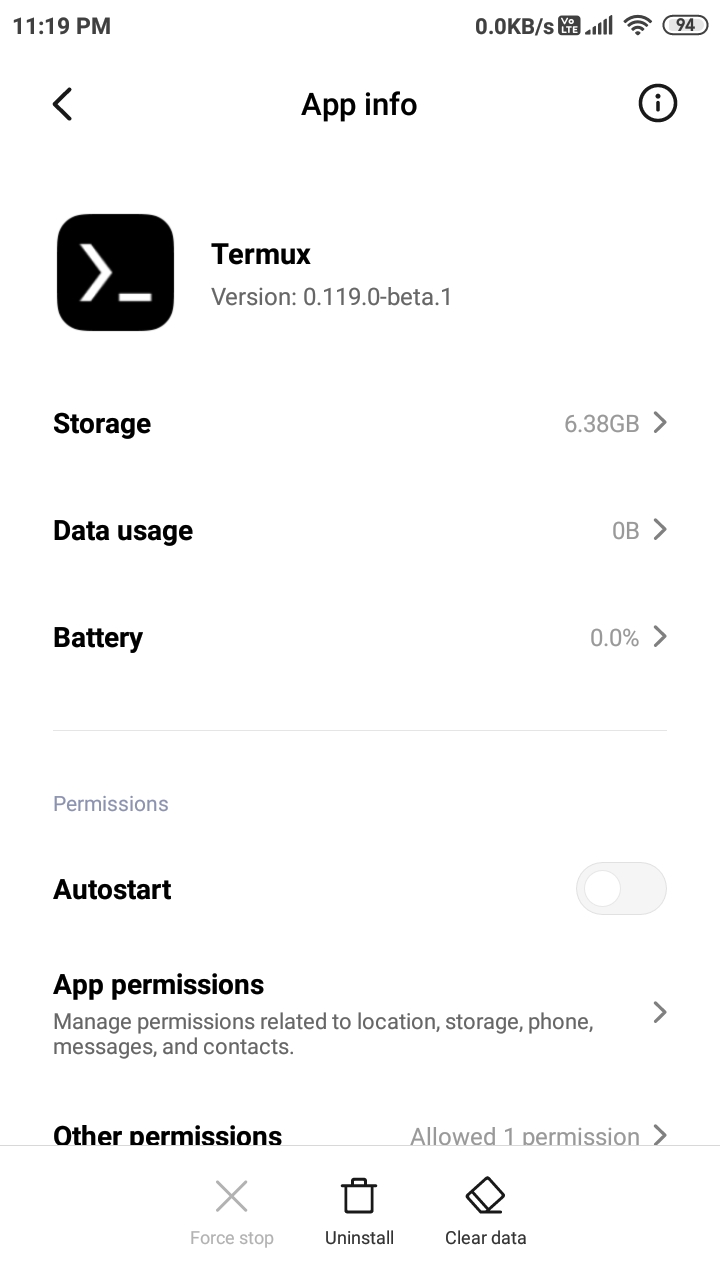 11:19 PM 0.0KB/s Vo LTE 94
App info
Termux
Version: 0.119.0-beta.1
Storage 6.38GB
Data usage 0B
Battery 0.0%
Permissions
Autostart
App permissions
Manage permissions related to location, storage, phone,
messages, and contacts.
Other permissions Allowed 1 permission
Force stop Uninstall Clear data